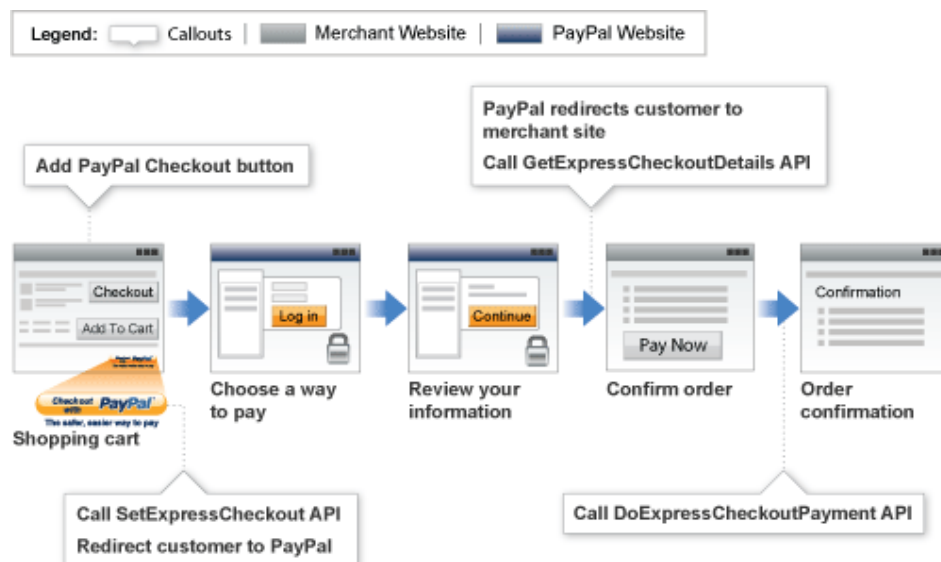 Legend:
Callouts
Merchant Website
PayPal Website
PayPal redirects customer to
merchant site
Call GetExpressCheckoutDetails API
Add PayPal Checkout button
Checkout
Add To Cart
Log in
Continue
Pay Now
Confirmation
Checkout
with
PayPal
The safer, easier way to pay
Shopping cart
Choose a way
to pay
Review your
information
Confirm order
Order
confirmation
Call SetExpressCheckout API
Redirect customer to PayPal
Call DoExpressCheckoutPayment API